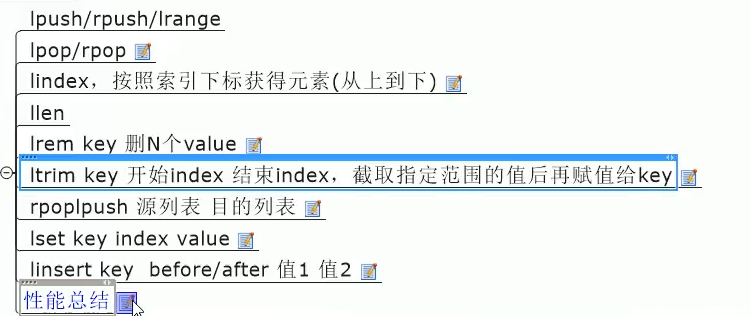 lpush/rpush/lrange
lpop/rpop
lindex，按照索引下标获得元素(从上到下)
llen
lrem key 删N个value
ltrim key 开始index 结束index，截取指定范围的值后再赋值给key
rpoplpush 源列表 目的列表
lset key index value
linsert key  before/after 值1 值2
性能总结